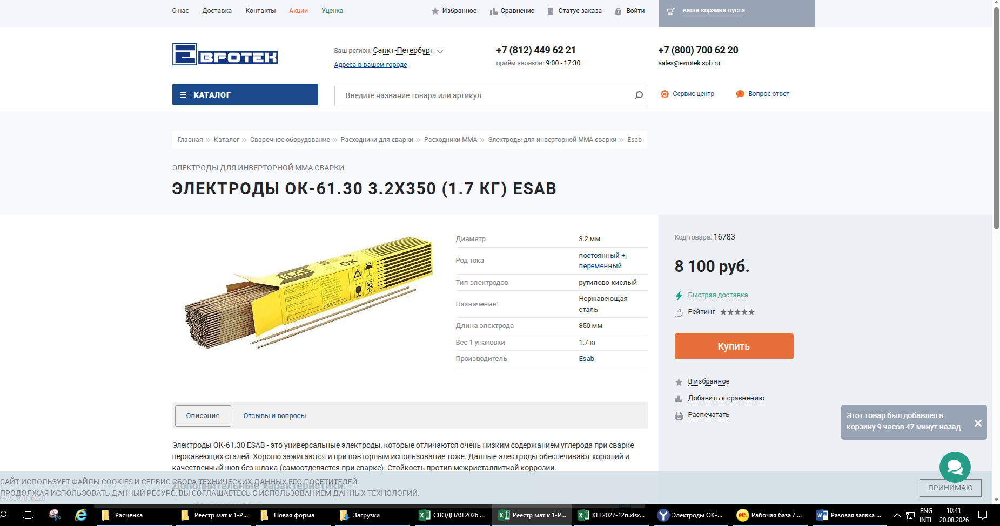 О нас
Доставка
Контакты
Акции
Уценка
Избранное
Сравнение
Статус заказа
Войти
ваша корзина пуста
ЕВРОТЕК
Ваш регион: Санкт-Петербург
Адреса в вашем городе
+7 (812) 449 62 21
приём звонков: 9:00 - 17:30
+7 (800) 700 62 20
sales@evrotek.spb.ru
КАТАЛОГ
Введите название товара или артикул
Сервис центр
Вопрос-ответ
Главная » Каталог » Сварочное оборудование » Расходники для сварки » Расходники ММА » Электроды для инверторной ММА сварки » Esab
ЭЛЕКТРОДЫ ДЛЯ ИНВЕРТОРНОЙ ММА СВАРКИ
ЭЛЕКТРОДЫ ОК-61.30 3.2Х350 (1.7 КГ) ESAB
ESAB
OK
Диаметр 3.2 мм
Род тока постоянный +,
переменный
Тип электродов рутилово-кислый
Назначение: Нержавеющая
сталь
Длина электрода 350 мм
Вес 1 упаковки 1.7 кг
Производитель Esab
Код товара: 16783
8 100 руб.
Быстрая доставка
Рейтинг ★★★★★
Купить
В избранное
Добавить к сравнению
Распечатать
Этот товар был добавлен в
корзину 9 часов 47 минут назад
Описание
Отзывы и вопросы
Электроды ОК-61.30 ESAB - это универсальные электроды, которые отличаются очень низким содержанием углерода при сварке
нержавеющих сталей. Хорошо зажигаются и при повторным использование тоже. Данные электроды обеспечивают хороший и
качественный шов без шлака (самоотделяется при сварке). Стойкость против межкристаллитной коррозии.
САЙТ ИСПОЛЬЗУЕТ ФАЙЛЫ COOKIES И СЕРВИС СБОРА ТЕХНИЧЕСКИХ ДАННЫХ ЕГО ПОСЕТИТЕЛЕЙ.
Дополнительные характеристики:
ПРОДОЛЖАЯ ИСПОЛЬЗОВАТЬ ДАННЫЙ РЕСУРС, ВЫ СОГЛАШАЕТЕСЬ С ИСПОЛЬЗОВАНИЕМ ДАННЫХ ТЕХНОЛОГИЙ.
ПРИНИМАЮ
:+78007006220
Расценка
Реестр мат к 1-Р...
Новая форма
Загрузки
СВОДНАЯ 2026 ...
Реестр мат к 1-Р...
КП 2027-12п.xlsx...
Электроды ОК-...
Рабочая база / ...
Разовая заявка ...
ENG
INTL
10:41
20.08.2026